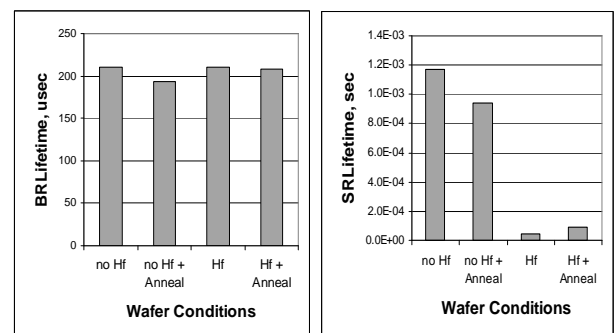 BRLifetime, usec
250
200
150
100
50
0
no Hf
no Hf +
Anneal
Hf
Hf +
Anneal
Wafer Conditions
SRLifetime, sec
1.4E-03
1.2E-03
1.0E-03
8.0E-04
6.0E-04
4.0E-04
2.0E-04
0.0E+00
no Hf
no Hf +
Anneal
Hf
Hf +
Anneal
Wafer Conditions